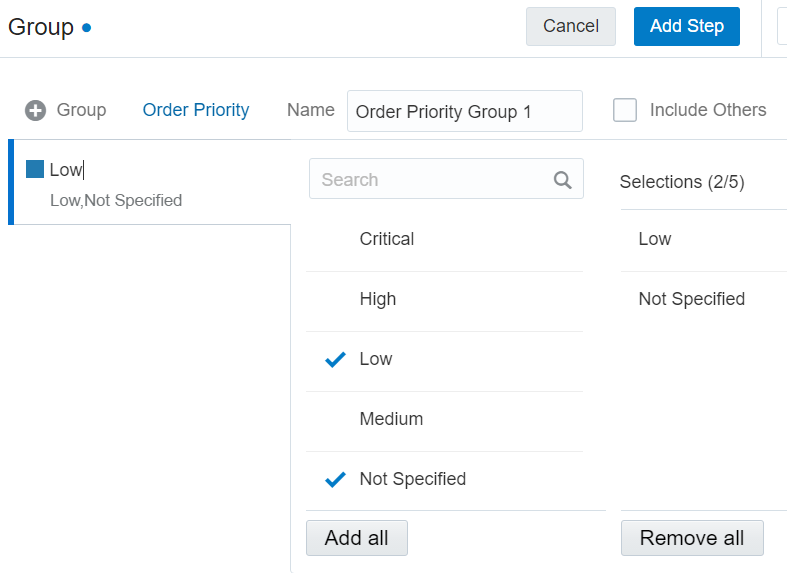 Group
Cancel
Add Step
Group
Order Priority
Name
Order Priority Group 1
Include Others
Low
Low,Not Specified
Search
Critical
High
Low
Medium
Not Specified
Add all
Selections (2/5)
Low
Not Specified
Remove all